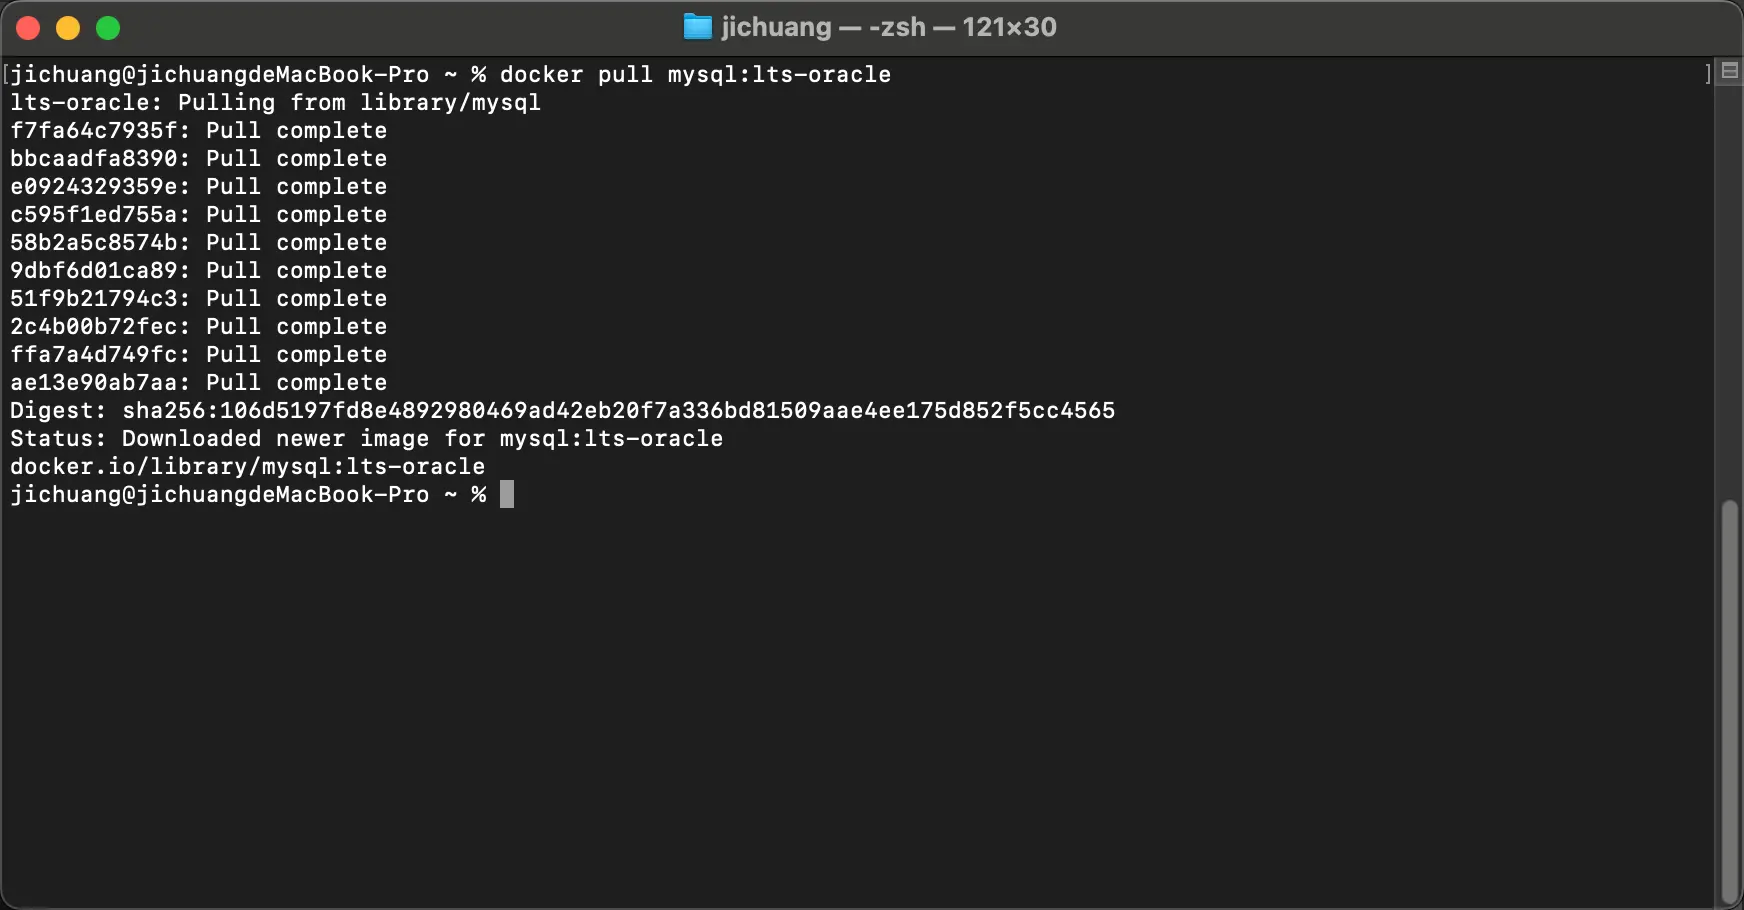 jichuang — -zsh — 121×30
[jichuang@jichuangdeMacBook-Pro ~ % docker pull mysql:lts-oracle ]
lts-oracle: Pulling from library/mysql
f7fa64c7935f: Pull complete
bbcaadfa8390: Pull complete
e0924329359e: Pull complete
c595f1ed755a: Pull complete
58b2a5c8574b: Pull complete
9dbf6d01ca89: Pull complete
51f9b21794c3: Pull complete
2c4b00b72fec: Pull complete
ffa7a4d749fc: Pull complete
ae13e90ab7aa: Pull complete
Digest: sha256:106d5197fd8e4892980469ad42eb20f7a336bd81509aae4ee175d852f5cc4565
Status: Downloaded newer image for mysql:lts-oracle
docker.io/library/mysql:lts-oracle
jichuang@jichuangdeMacBook-Pro ~ %